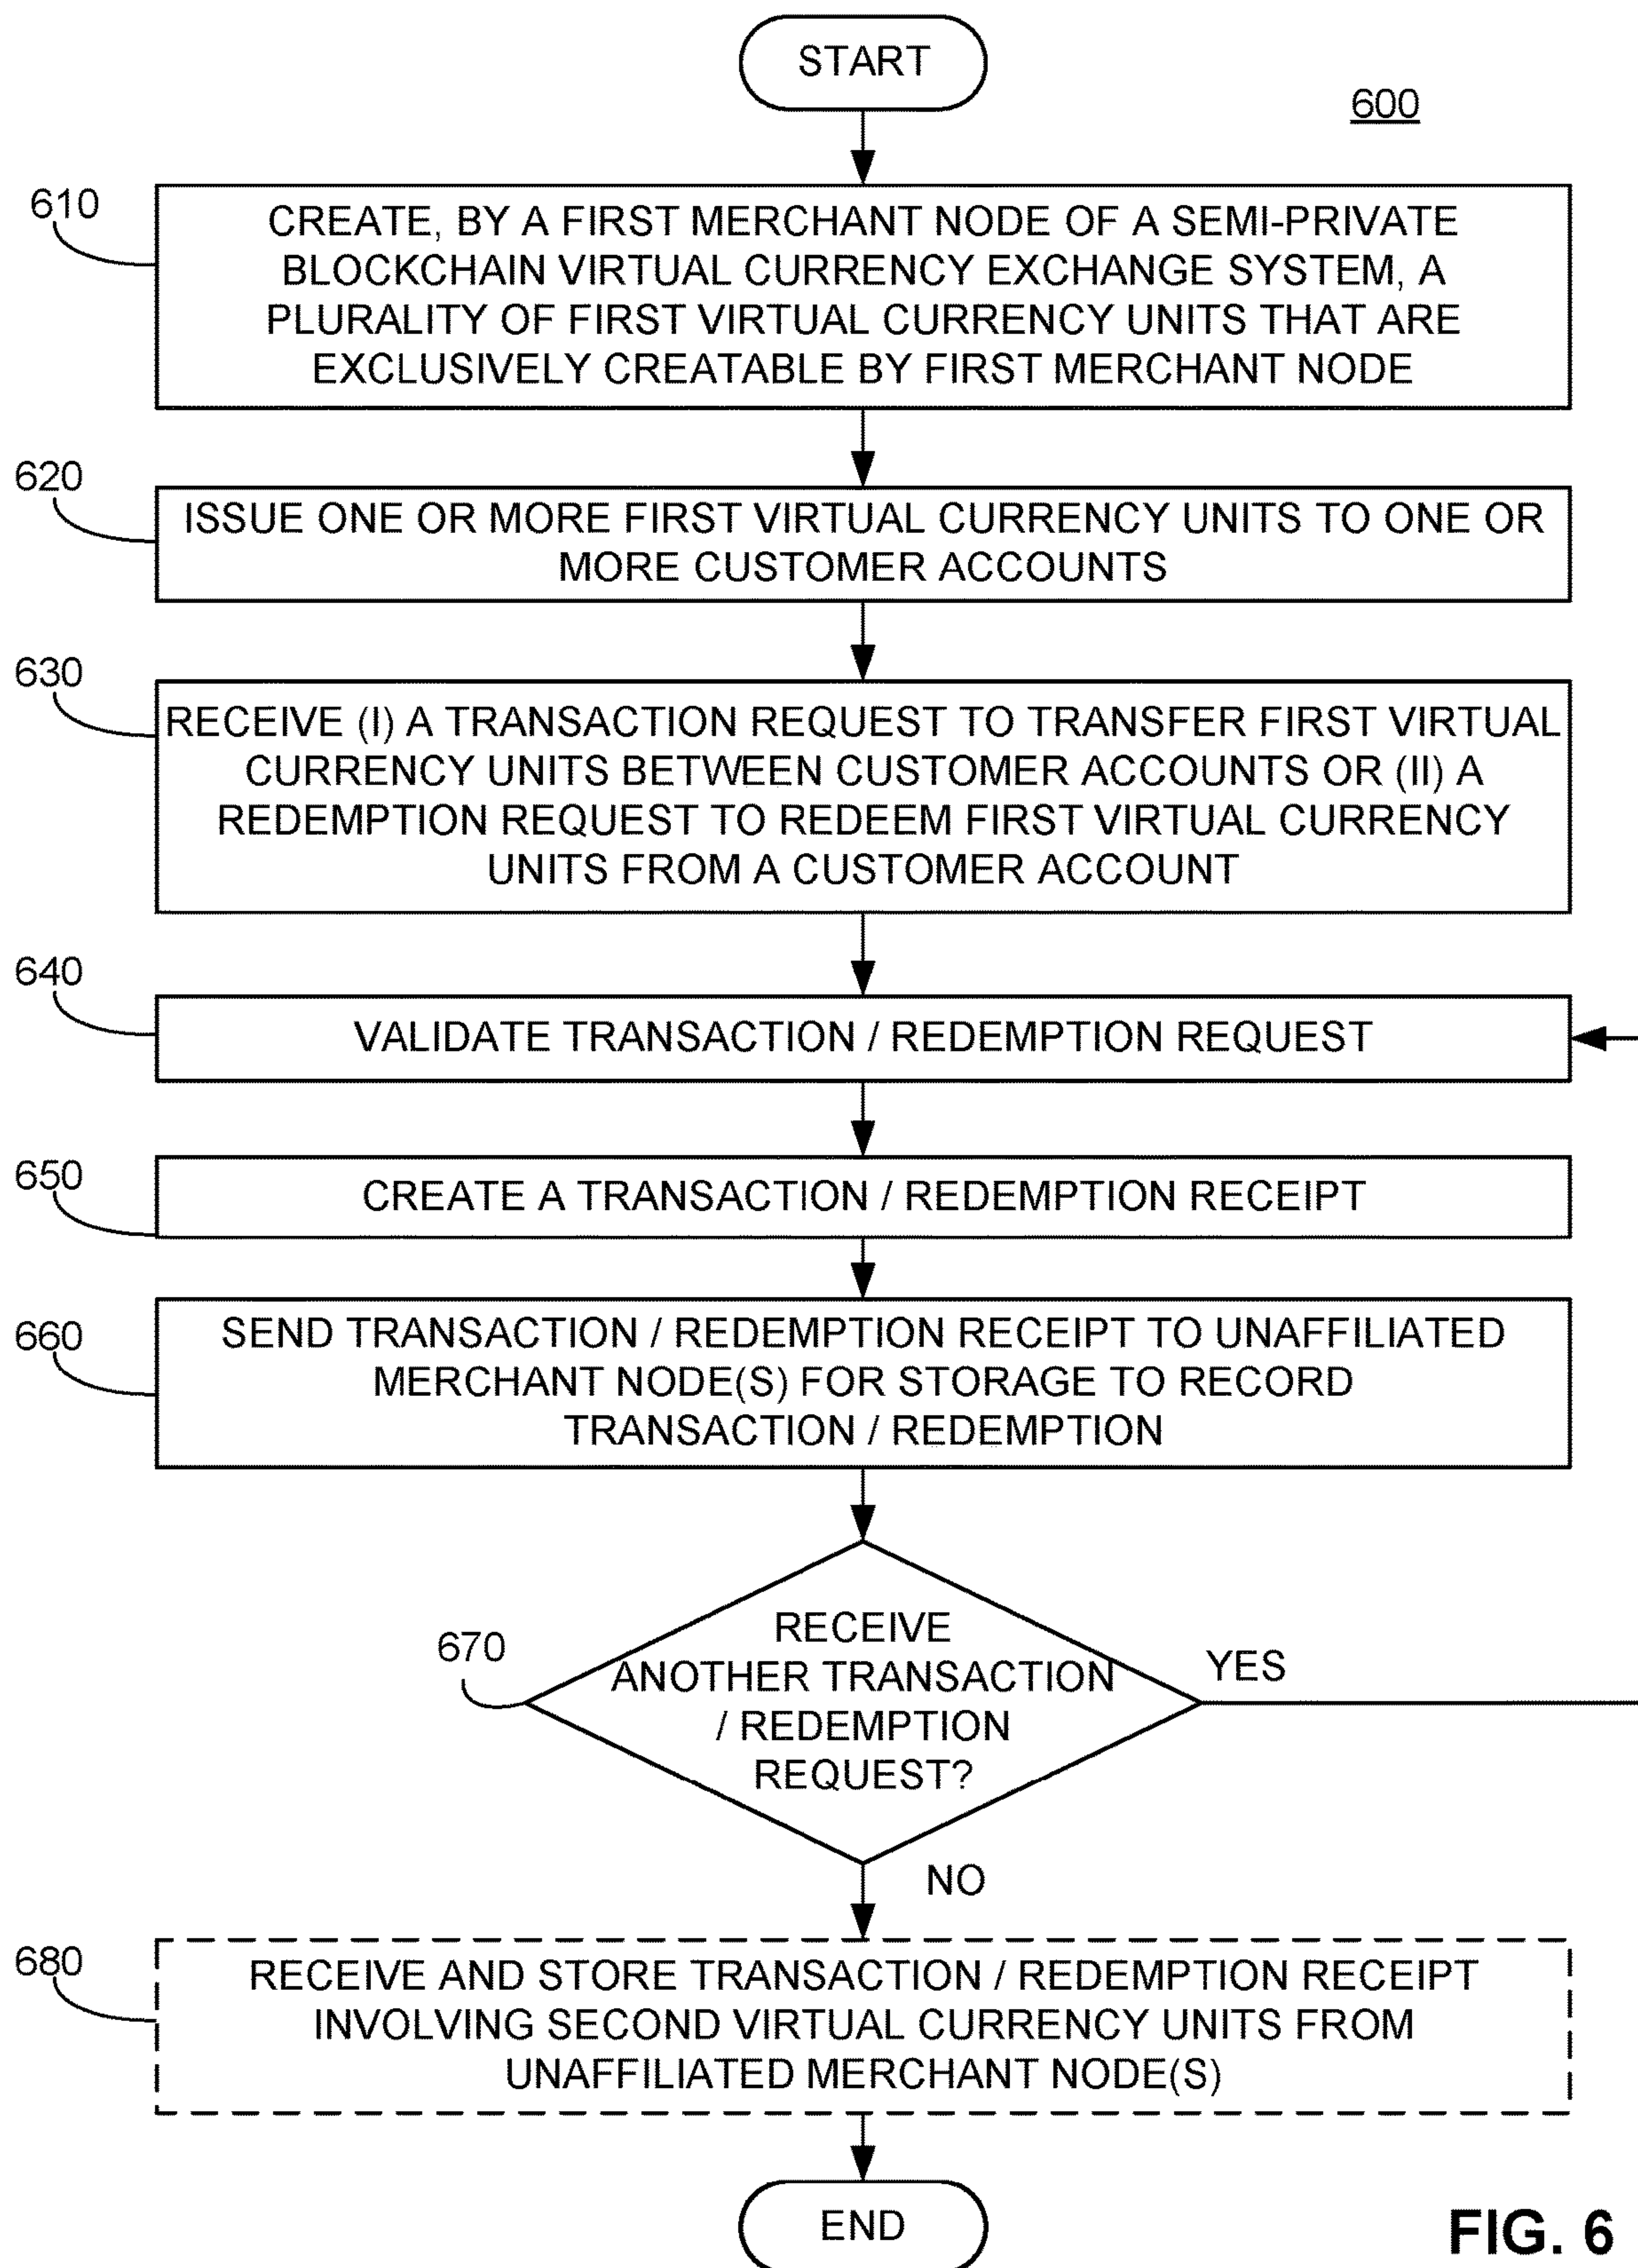 START
600
610
CREATE, BY A FIRST MERCHANT NODE OF A SEMI-PRIVATE
BLOCKCHAIN VIRTUAL CURRENCY EXCHANGE SYSTEM, A
PLURALITY OF FIRST VIRTUAL CURRENCY UNITS THAT ARE
EXCLUSIVELY CREATABLE BY FIRST MERCHANT NODE
620
ISSUE ONE OR MORE FIRST VIRTUAL CURRENCY UNITS TO ONE OR
MORE CUSTOMER ACCOUNTS
630
RECEIVE (I) A TRANSACTION REQUEST TO TRANSFER FIRST VIRTUAL
CURRENCY UNITS BETWEEN CUSTOMER ACCOUNTS OR (II) A
REDEMPTION REQUEST TO REDEEM FIRST VIRTUAL CURRENCY
UNITS FROM A CUSTOMER ACCOUNT
640
VALIDATE TRANSACTION / REDEMPTION REQUEST
650
CREATE A TRANSACTION / REDEMPTION RECEIPT
660
SEND TRANSACTION / REDEMPTION RECEIPT TO UNAFFILIATED
MERCHANT NODE(S) FOR STORAGE TO RECORD
TRANSACTION / REDEMPTION
670
RECEIVE
ANOTHER TRANSACTION
/ REDEMPTION
REQUEST?
YES
NO
680
RECEIVE AND STORE TRANSACTION / REDEMPTION RECEIPT
INVOLVING SECOND VIRTUAL CURRENCY UNITS FROM
UNAFFILIATED MERCHANT NODE(S)
END
FIG. 6